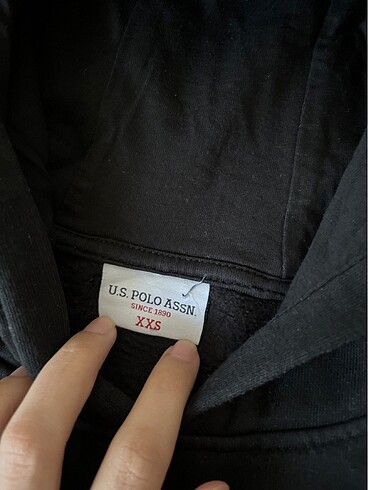 U.S. POLO ASSN.
SINCE 1890
XXS